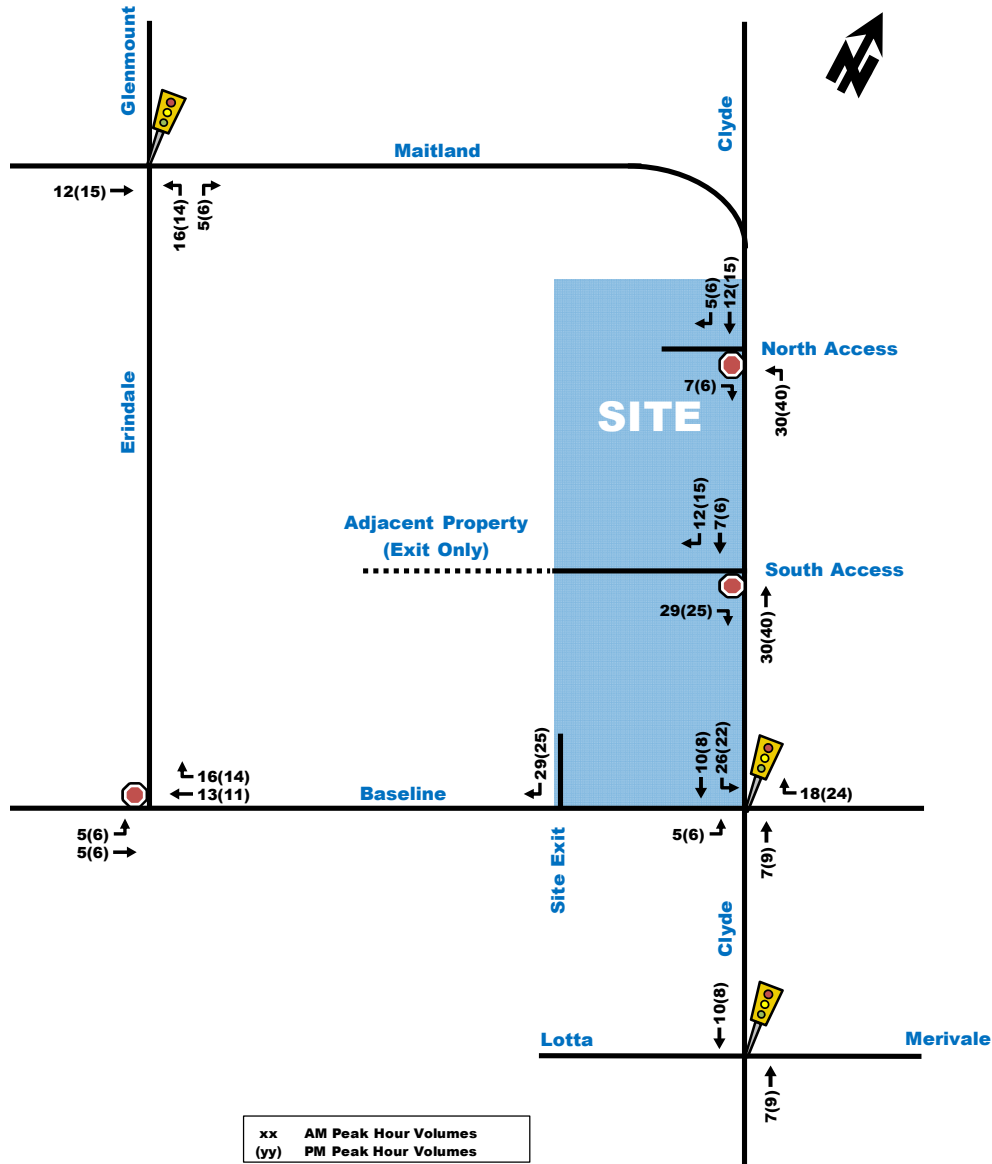 Glenmount
Clyde
Maitland
12(15)
16(14)
5(6)
5(6)
12(15)
North Access
7(6)
30(40)
SITE
Erindale
12(15)
7(6)
Adjacent Property
(Exit Only)
South Access
29(25)
30(40)
29(25)
10(8)
26(22)
16(14)
13(11)
Baseline
18(24)
5(6)
5(6)
5(6)
7(9)
Site Exit
Clyde
10(8)
Lotta
Merivale
7(9)
xx AM Peak Hour Volumes
(yy) PM Peak Hour Volumes